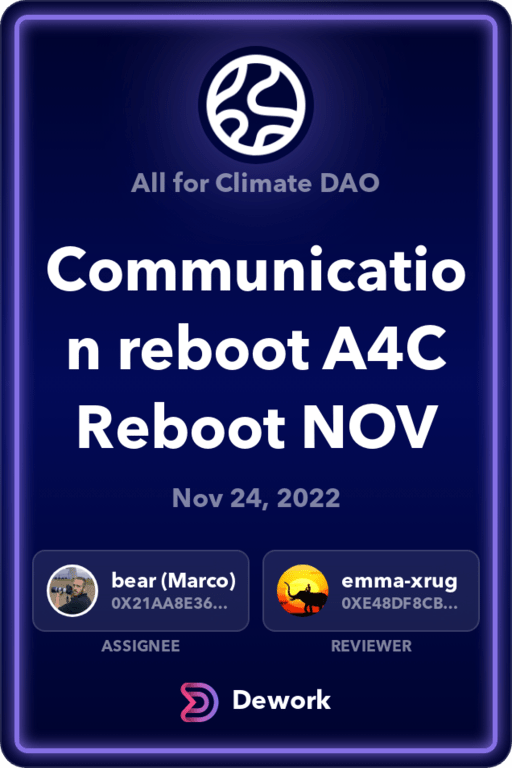 All for Climate DAO
Communicatio
n reboot A4C
Reboot NOV
Nov 24, 2022
bear (Marco)
0X21AA8E36...
ASSIGNEE
emma-xrug
0XE48DF8CB...
REVIEWER
Dework